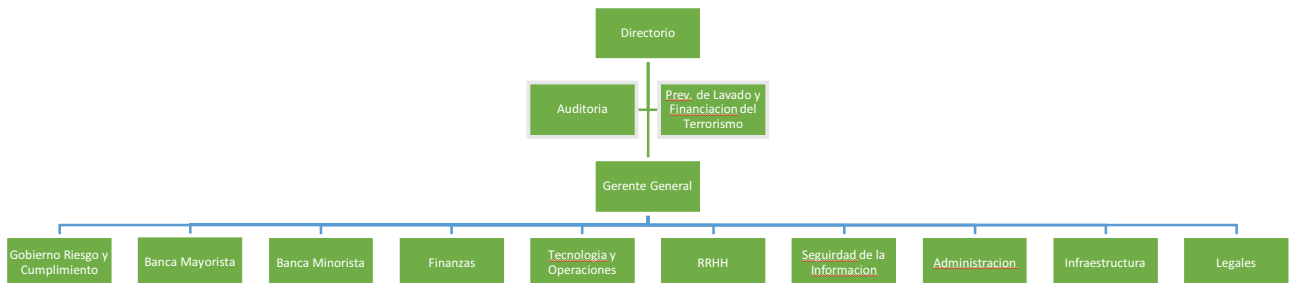 Directorio
Auditoria
Prev. de Lavado y
Financiacion del
Terrorismo
Gerente General
Gobierno Riesgo y
Cumplimiento
Banca Mayorista
Banca Minorista
Finanzas
Tecnologia y
Operaciones
RRHH
Seguirdad de la
Informacion
Administracion
Infraestructura
Legales